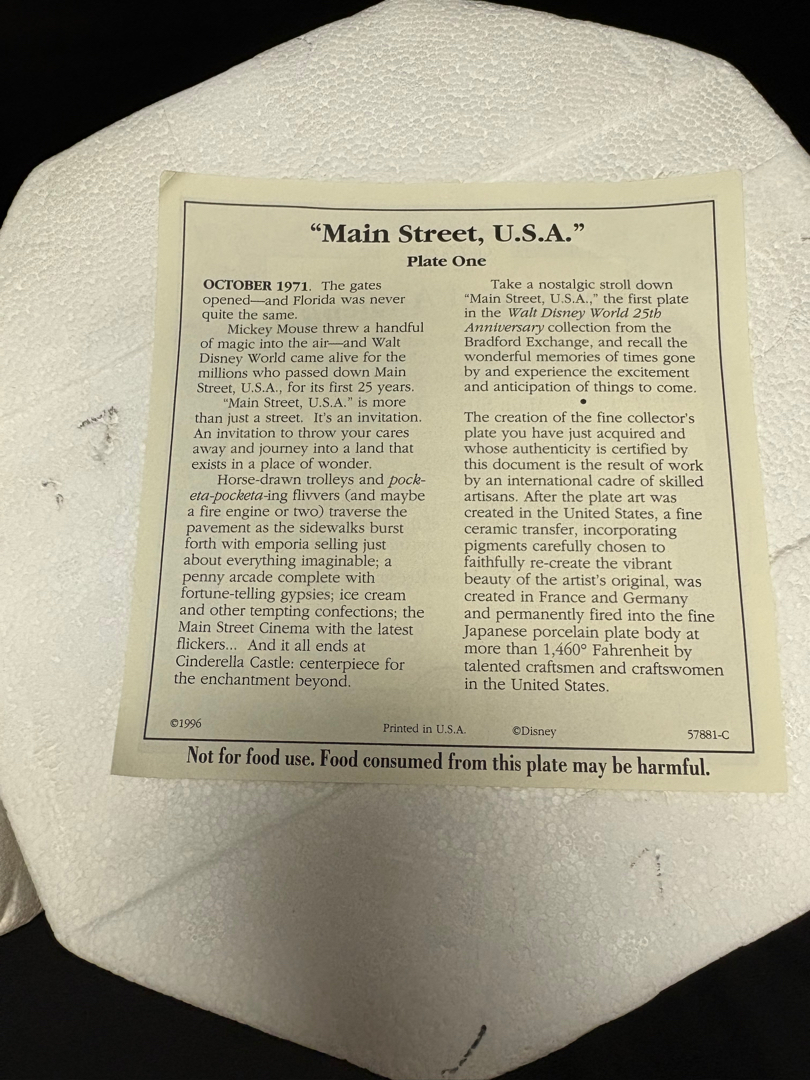 “Main Street, U.S.A.”
Plate One
OCTOBER 1971. The gates
opened—and Florida was never
quite the same.
Mickey Mouse threw a handful
of magic into the air—and Walt
Disney World came alive for the
millions who passed down Main
Street, U.S.A., for its first 25 years.
“Main Street, U.S.A.” is more
than just a street. It’s an invitation.
An invitation to throw your cares
away and journey into a land that
exists in a place of wonder.
Horse-drawn trolleys and pock-
eta-pocketa-ing flivvers (and maybe
a fire engine or two) traverse the
pavement as the sidewalks burst
forth with emporia selling just
about everything imaginable; a
penny arcade complete with
fortune-telling gypsies; ice cream
and other tempting confections; the
Main Street Cinema with the latest
flickers... And it all ends at
Cinderella Castle: centerpiece for
the enchantment beyond.
Take a nostalgic stroll down
“Main Street, U.S.A.,” the first plate
in the Walt Disney World 25th
Anniversary collection from the
Bradford Exchange, and recall the
wonderful memories of times gone
by and experience the excitement
and anticipation of things to come.
•
The creation of the fine collector’s
plate you have just acquired and
whose authenticity is certified by
this document is the result of work
by an international cadre of skilled
artisans. After the plate art was
created in the United States, a fine
ceramic transfer, incorporating
pigments carefully chosen to
faithfully re-create the vibrant
beauty of the artist’s original, was
created in France and Germany
and permanently fired into the fine
Japanese porcelain plate body at
more than 1,460° Fahrenheit by
talented craftsmen and craftswomen
in the United States.
©1996 Printed in U.S.A. ©Disney 57881-C
Not for food use. Food consumed from this plate may be harmful.